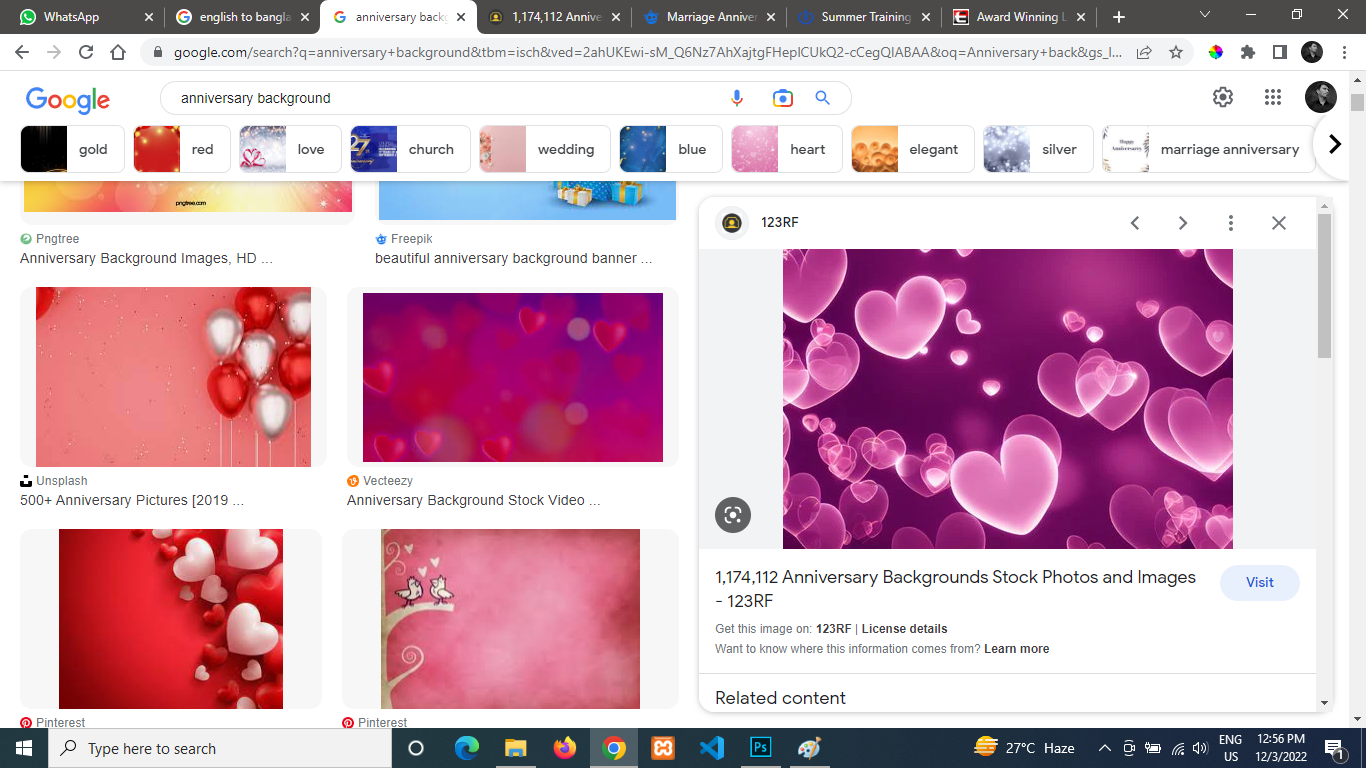 WhatsApp
english to bangla
anniversary back
1,174,112 Annive
Marriage Anniver
Summer Training
Award Winning L
google.com/search?q=anniversary+background&tbm=isch&ved=2ahUKEwi-sM_Q6Nz7AhXajtgFHepICUkQ2-cCegQIABAA&oq=Anniversary+back&gs_l...
Google
anniversary background
gold
red
love
church
wedding
blue
heart
elegant
silver
marriage anniversary
pngtree.com
Pngtree
Anniversary Background Images, HD ...
Freepik
beautiful anniversary background banner ...
Unsplash
500+ Anniversary Pictures [2019 ...
Vecteezy
Anniversary Background Stock Video ...
Pinterest
Pinterest
123RF
1,174,112 Anniversary Backgrounds Stock Photos and Images
- 123RF
Visit
Get this image on: 123RF | License details
Want to know where this information comes from? Learn more
Related content
Type here to search
Ps
27°C Haze
ENG
US
12:56 PM
12/3/2022
1